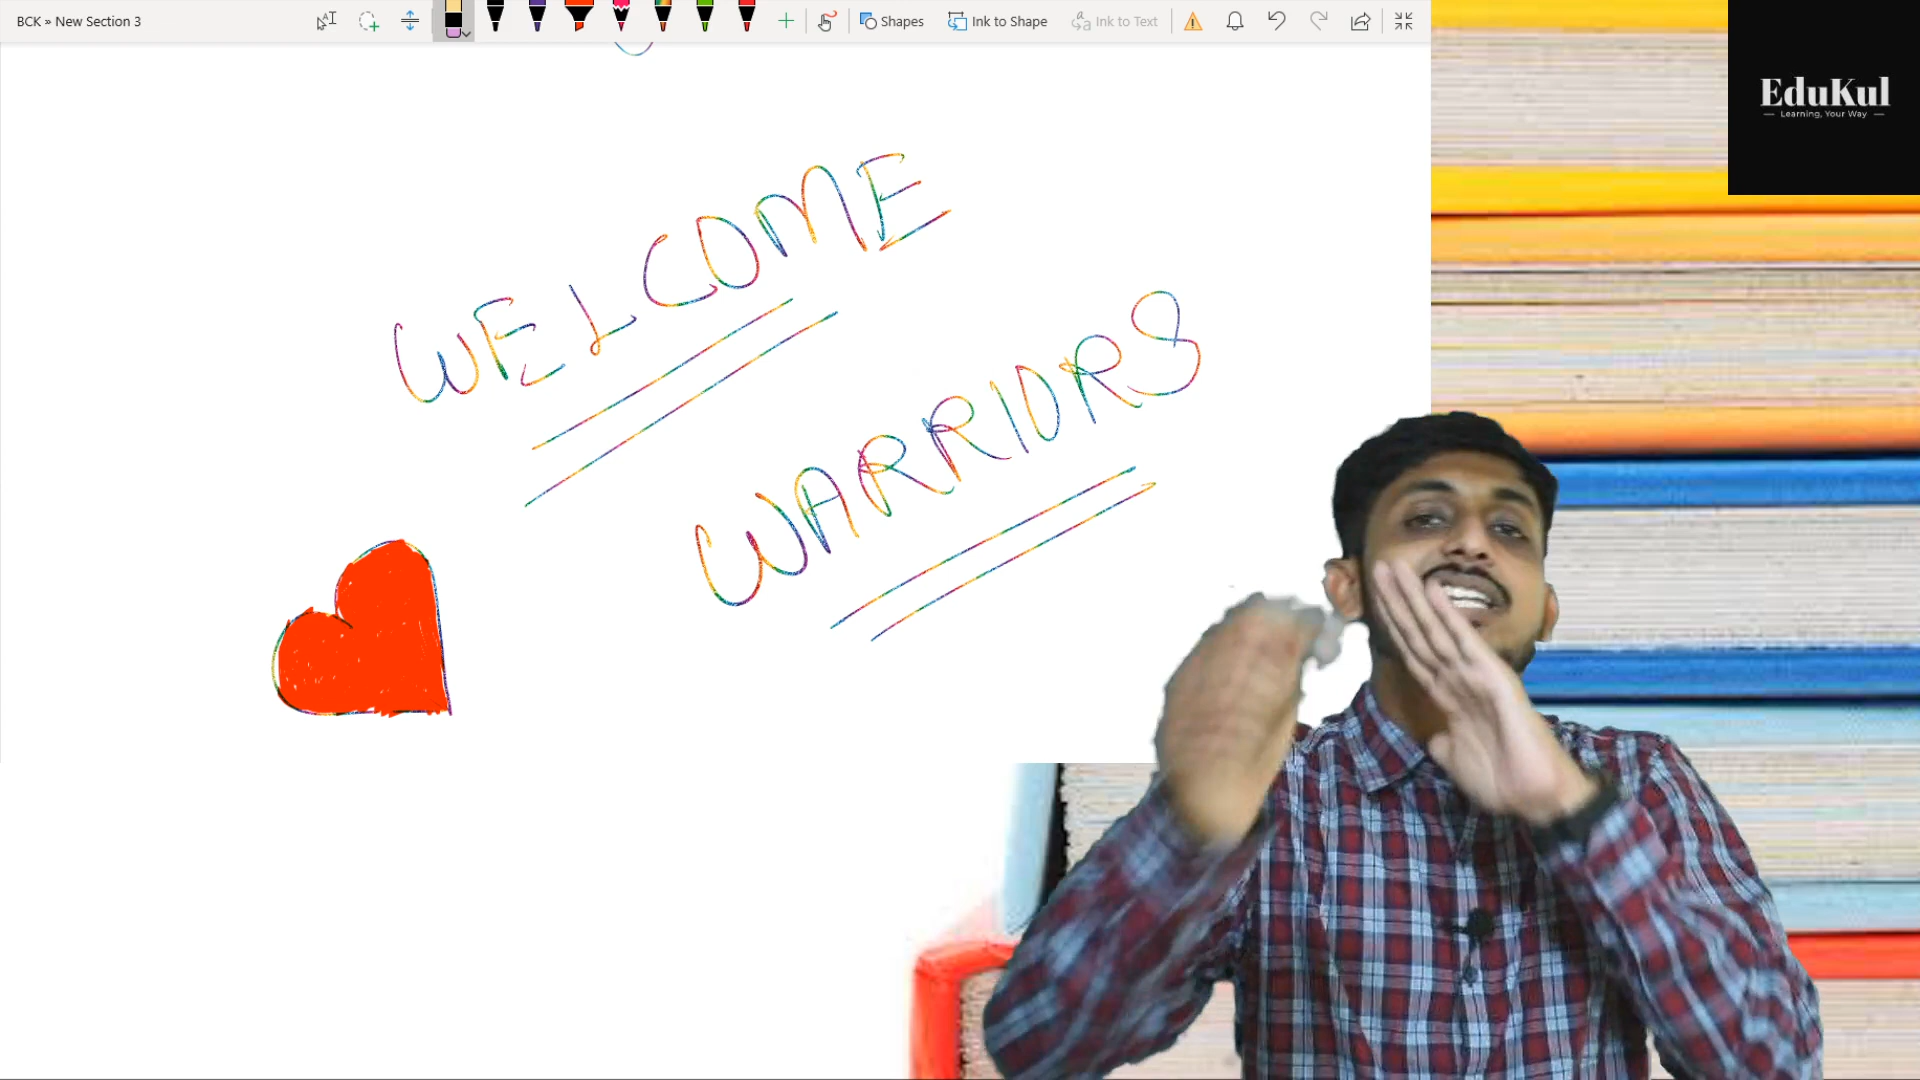 BCK » New Section 3
Shapes
Ink to Shape
Ink to Text
EduKul
— Learning, Your Way —
WELCOME
WARRIORS